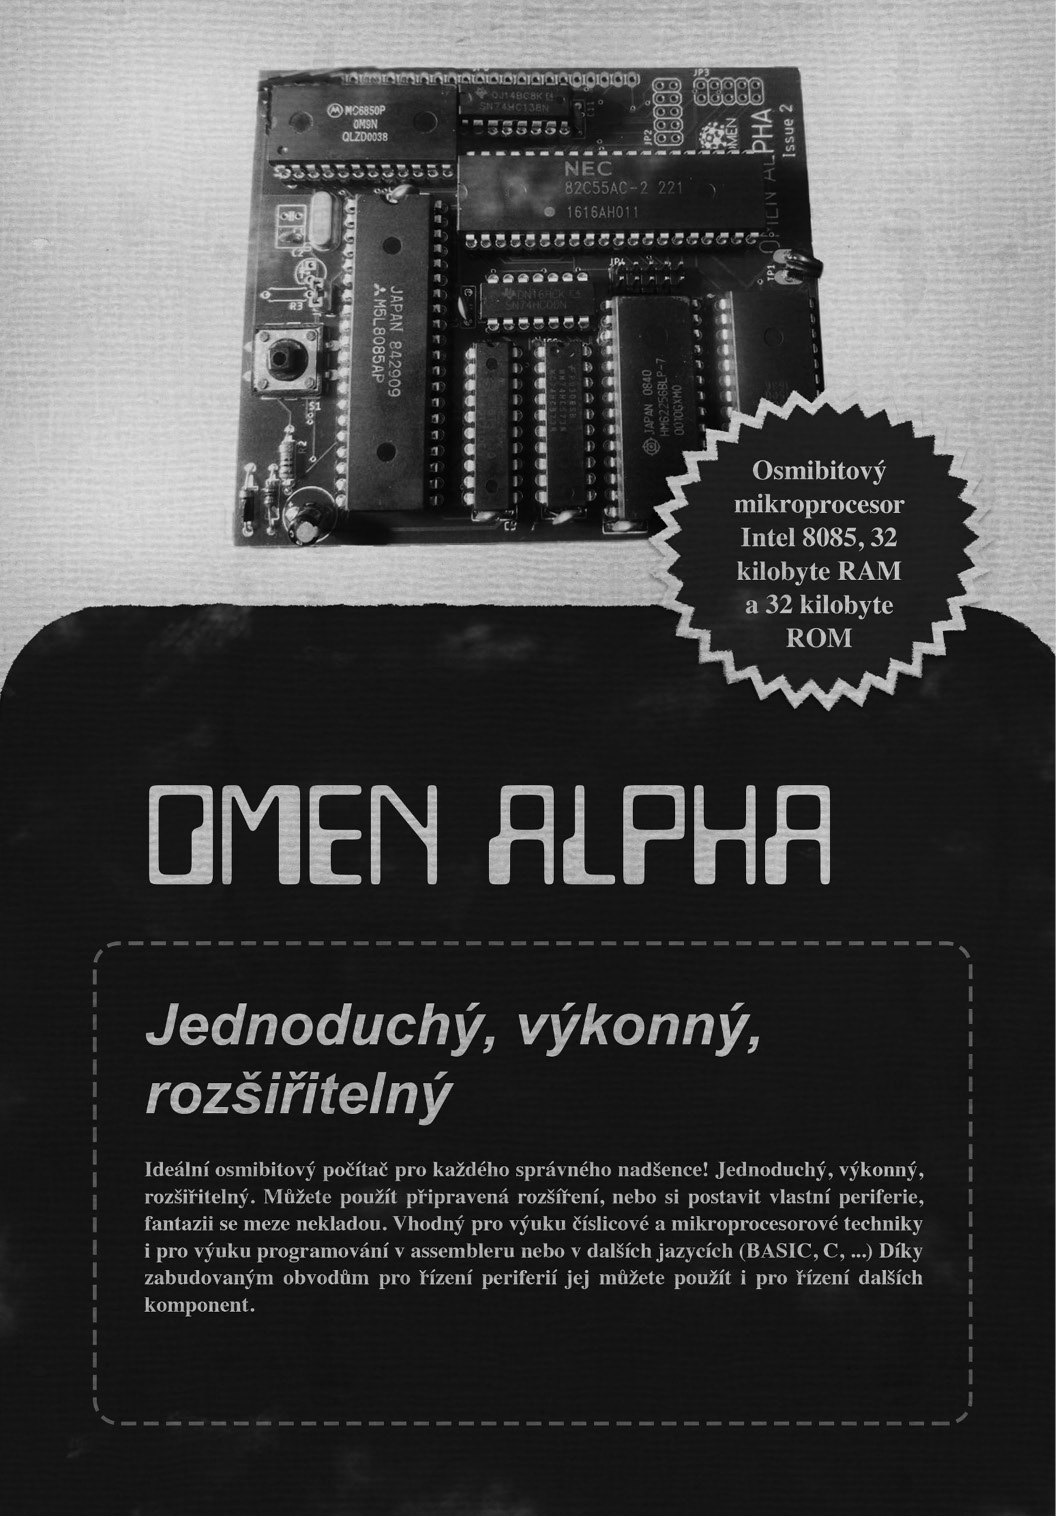 JP3
MC6850P
0M9N
QLZD0038
SN74HC138N
JP2
OMEN ALPHA
Issue 2
NEC
82C55AC-2 221
1616AH011
JP4
TP1
R3
JAPAN 842909
M5L8085AP
SN74HC00N
JAPAN 0840
HM62256BLP-7
S1
R2
Osmibitový
mikroprocesor
Intel 8085, 32
kilobyte RAM
a 32 kilobyte
ROM
OMEN ALPHA
Jednoduchý, výkonný,
rozšiřitelný
Ideální osmibitový počítač pro každého správného nadšence! Jednoduchý, výkonný,
rozšiřitelný. Můžete použít připravená rozšíření, nebo si postavit vlastní periferie,
fantazii se meze nekladou. Vhodný pro výuku číslicové a mikroprocesorové techniky
i pro výuku programování v assembleru nebo v dalších jazycích (BASIC, C, ...) Díky
zabudovaným obvodům pro řízení periferií jej můžete použít i pro řízení dalších
komponent.